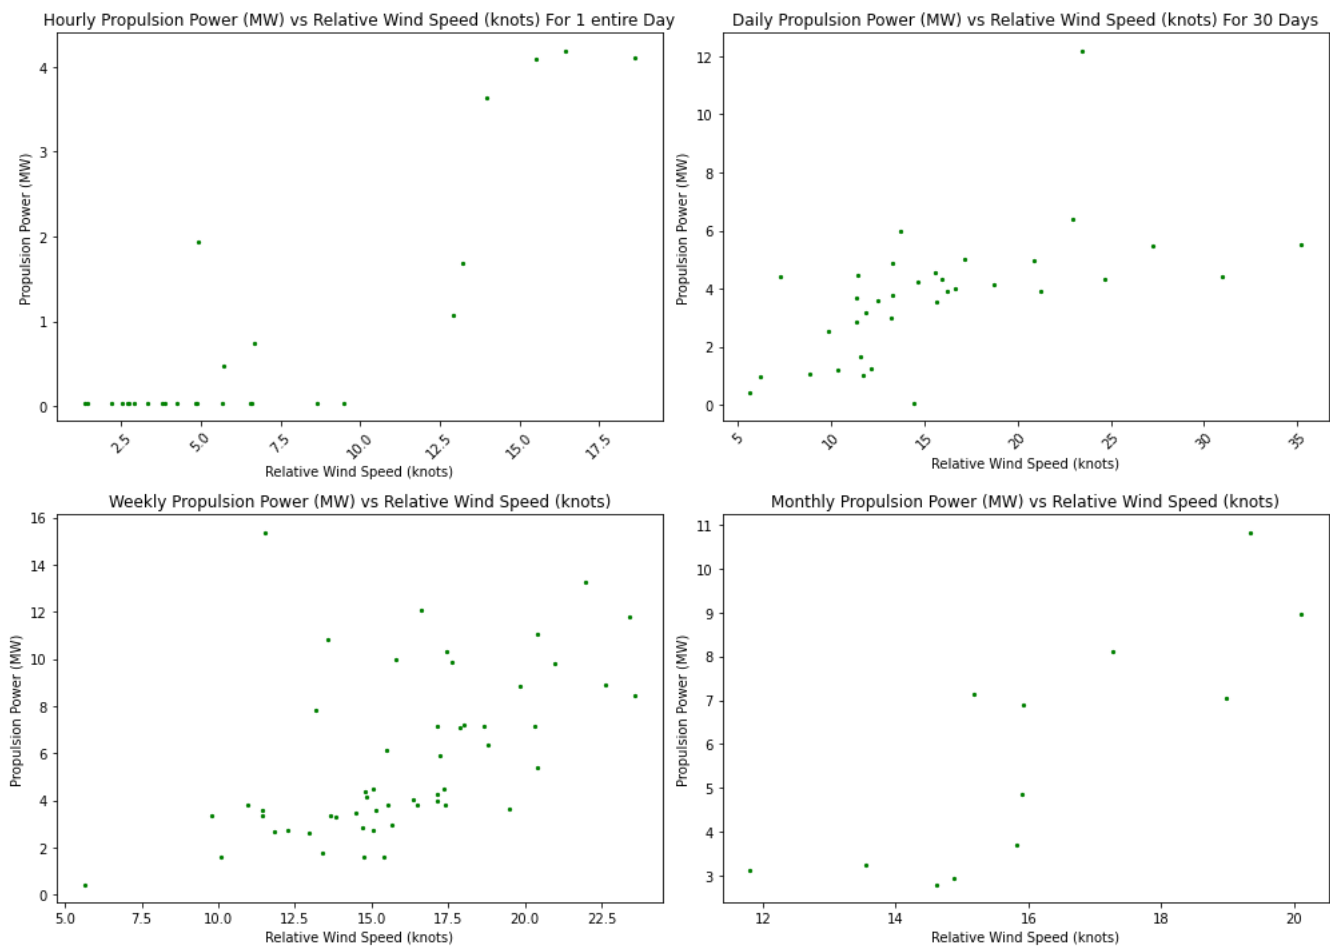 Hourly Propulsion Power (MW) vs Relative Wind Speed (knots) For 1 entire Day
Propulsion Power (MW)
4
3
2
1
0
2.5 5.0 7.5 10.0 12.5 15.0 17.5
Relative Wind Speed (knots)
Daily Propulsion Power (MW) vs Relative Wind Speed (knots) For 30 Days
Propulsion Power (MW)
12
10
8
6
4
2
0
5 10 15 20 25 30 35
Relative Wind Speed (knots)
Weekly Propulsion Power (MW) vs Relative Wind Speed (knots)
Propulsion Power (MW)
16
14
12
10
8
6
4
2
0
5.0 7.5 10.0 12.5 15.0 17.5 20.0 22.5
Relative Wind Speed (knots)
Monthly Propulsion Power (MW) vs Relative Wind Speed (knots)
Propulsion Power (MW)
11
10
9
8
7
6
5
4
3
12 14 16 18 20
Relative Wind Speed (knots)